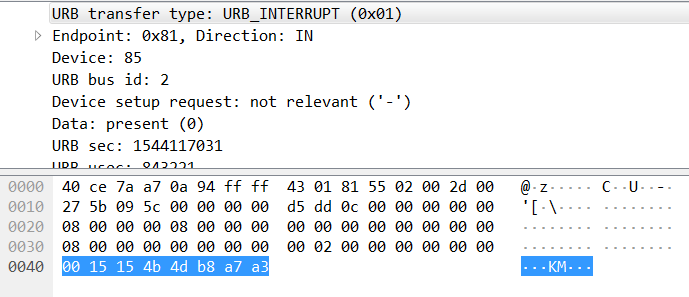 URB transfer type: URB_INTERRUPT (0x01)
Endpoint: 0x81, Direction: IN
Device: 85
URB bus id: 2
Device setup request: not relevant ('-')
Data: present (0)
URB sec: 1544117031
URB usec: 843221
0000 40 ce 7a a7 0a 94 ff ff 43 01 81 55 02 00 2d 00 @·z····· C··U··-·
0010 27 5b 09 5c 00 00 00 00 d5 dd 0c 00 00 00 00 00 '[·\···· ········
0020 08 00 00 00 08 00 00 00 00 00 00 00 00 00 00 00 ········ ········
0030 08 00 00 00 00 00 00 00 00 02 00 00 00 00 00 00 ········ ········
0040 00 15 15 4b 4d b8 a7 a3 ···KM···